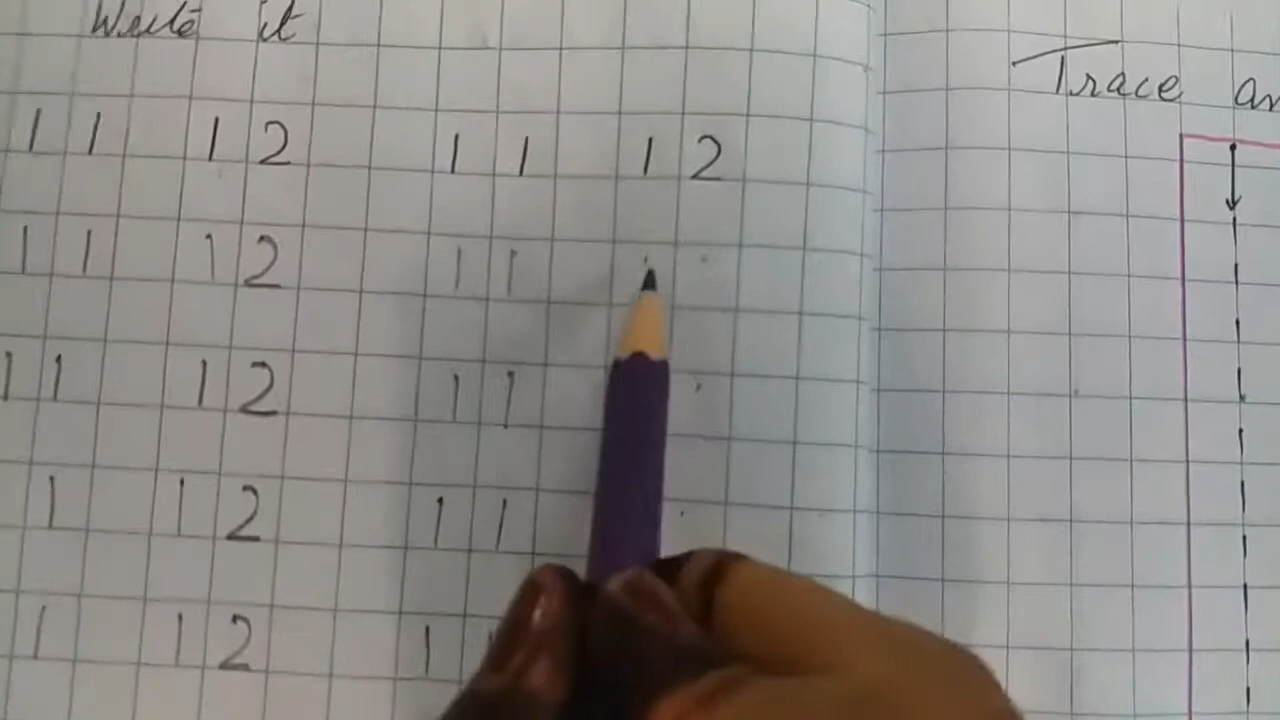 Write it
11 12 11 12
11 12 11
11 12 11
1 12 11
1 12 1
Trace